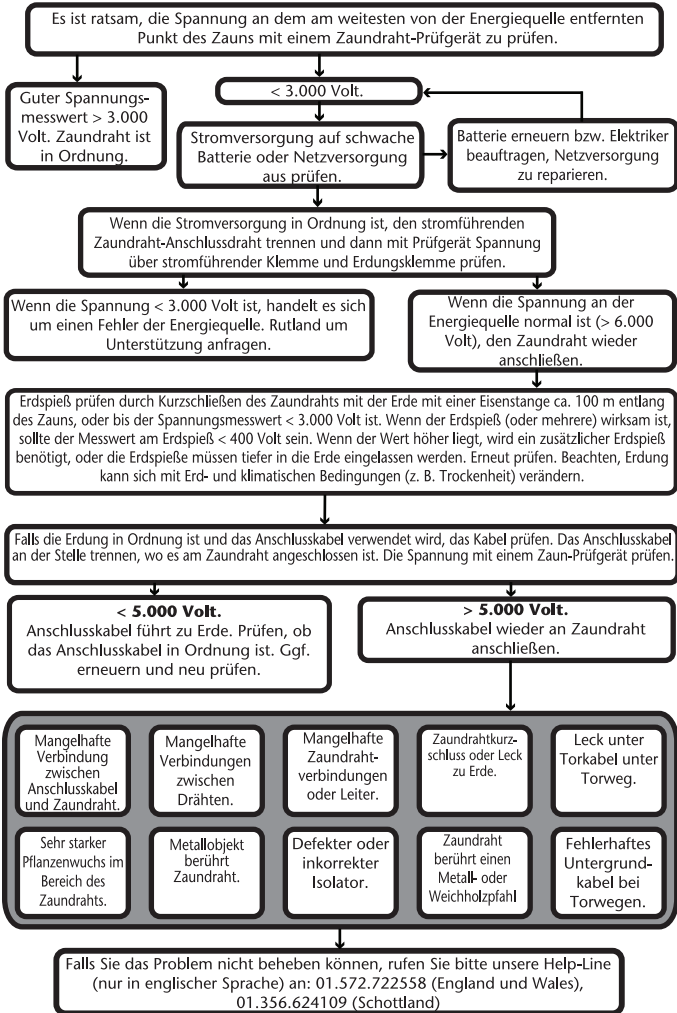 Es ist ratsam, die Spannung an dem am weitesten von der Energiequelle entfernten
Punkt des Zauns mit einem Zaundraht-Prüfgerät zu prüfen.
Guter Spannungs-
messwert > 3.000
Volt. Zaundraht ist
in Ordnung.
< 3.000 Volt.
Stromversorgung auf schwache
Batterie oder Netzversorgung
aus prüfen.
Batterie erneuern bzw. Elektriker
beauftragen, Netzversorgung
zu reparieren.
Wenn die Stromversorgung in Ordnung ist, den stromführenden
Zaundraht-Anschlussdraht trennen und dann mit Prüfgerät Spannung
über stromführender Klemme und Erdungsklemme prüfen.
Wenn die Spannung < 3.000 Volt ist, handelt es sich
um einen Fehler der Energiequelle. Rutland um
Unterstützung anfragen.
Wenn die Spannung an der
Energiequelle normal ist (> 6.000
Volt), den Zaundraht wieder
anschließen.
Erdspieß prüfen durch Kurzschließen des Zaundrahts mit der Erde mit einer Eisenstange ca. 100 m entlang
des Zauns, oder bis der Spannungsmesswert < 3.000 Volt ist. Wenn der Erdspieß (oder mehrere) wirksam ist,
sollte der Messwert am Erdspieß < 400 Volt sein. Wenn der Wert höher liegt, wird ein zusätzlicher Erdspieß
benötigt, oder die Erdspieße müssen tiefer in die Erde eingelassen werden. Erneut prüfen. Beachten, Erdung
kann sich mit Erd- und klimatischen Bedingungen (z. B. Trockenheit) verändern.
Falls die Erdung in Ordnung ist und das Anschlusskabel verwendet wird, das Kabel prüfen. Das Anschlusskabel
an der Stelle trennen, wo es am Zaundraht angeschlossen ist. Die Spannung mit einem Zaun-Prüfgerät prüfen.
< 5.000 Volt.
Anschlusskabel führt zu Erde. Prüfen, ob
das Anschlusskabel in Ordnung ist. Ggf.
erneuern und neu prüfen.
> 5.000 Volt.
Anschlusskabel wieder an Zaundraht
anschließen.
Mangelhafte
Verbindung
zwischen
Anschlusskabel
und Zaundraht.
Mangelhafte
Verbindungen
zwischen
Drähten.
Mangelhafte
Zaundraht-
verbindungen
oder Leiter.
Zaundrahtkurz-
schluss oder Leck
zu Erde.
Leck unter
Torkabel unter
Torweg.
Sehr starker
Pflanzenwuchs im
Bereich des
Zaundrahts.
Metallobjekt
berührt
Zaundraht.
Defekter oder
inkorrekter
Isolator.
Zaundraht
berührt einen
Metall- oder
Weichholzpfahl
Fehlerhaftes
Untergrund-
kabel bei
Torwegen.
Falls Sie das Problem nicht beheben können, rufen Sie bitte unsere Help-Line
(nur in englischer Sprache) an: 01.572.722558 (England und Wales),
01.356.624109 (Schottland)